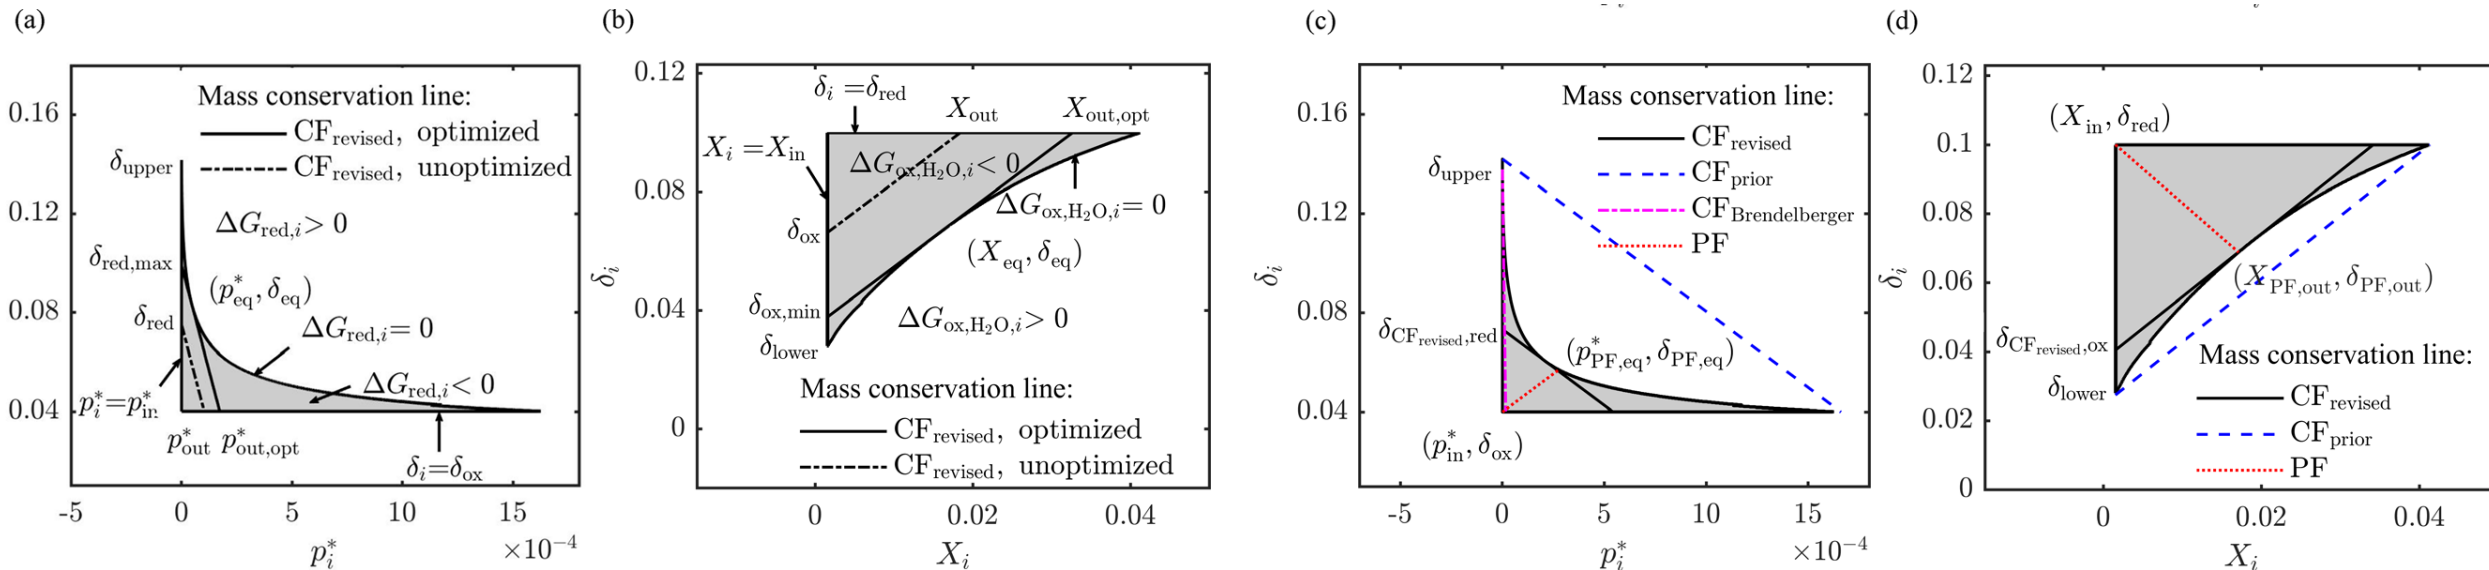 (a)
Mass conservation line:
CF_revised, optimized
CF_revised, unoptimized
0.16
0.12
0.08
0.04
δ_upper
δ_red,max
δ_red
ΔG_red,i > 0
(p*_eq, δ_eq)
ΔG_red,i = 0
ΔG_red,i < 0
p*_i=p*_in
p*_out
p*_out,opt
δ_i=δ_ox
-5
0
5
10
15
p*_i
×10⁻⁴
(b)
0.12
0.08
0.04
0
δ_i
δ_i =δ_red
X_out
X_out,opt
X_i = X_in
ΔG_ox,H₂O,i < 0
ΔG_ox,H₂O,i = 0
δ_ox
(X_eq, δ_eq)
δ_ox,min
ΔG_ox,H₂O,i > 0
δ_lower
Mass conservation line:
CF_revised, optimized
CF_revised, unoptimized
0
0.02
0.04
X_i
(c)
Mass conservation line:
CF_revised
CF_prior
CF_Brendelberger
PF
0.16
0.12
0.08
0.04
δ_i
δ_upper
δ_CF_revised,red
(p*_PF,eq, δ_PF,eq)
(p*_in, δ_ox)
-5
0
5
10
15
p*_i
×10⁻⁴
(d)
0.12
0.1
0.08
0.06
0.04
0.02
0
δ_i
(X_in, δ_red)
(X_PF,out, δ_PF,out)
δ_CF_revised,ox
δ_lower
Mass conservation line:
CF_revised
CF_prior
PF
0
0.02
0.04
X_i